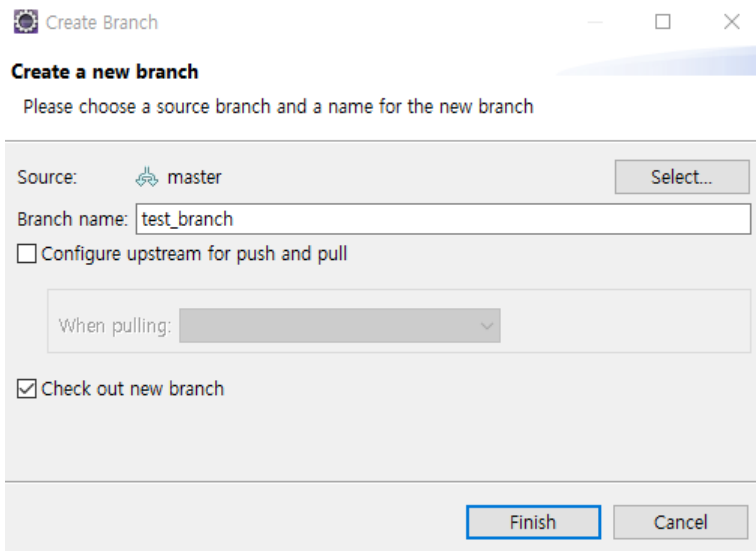 Create Branch
Create a new branch
Please choose a source branch and a name for the new branch
Source: master Select...
Branch name: test_branch
Configure upstream for push and pull
When pulling:
Check out new branch
Finish Cancel